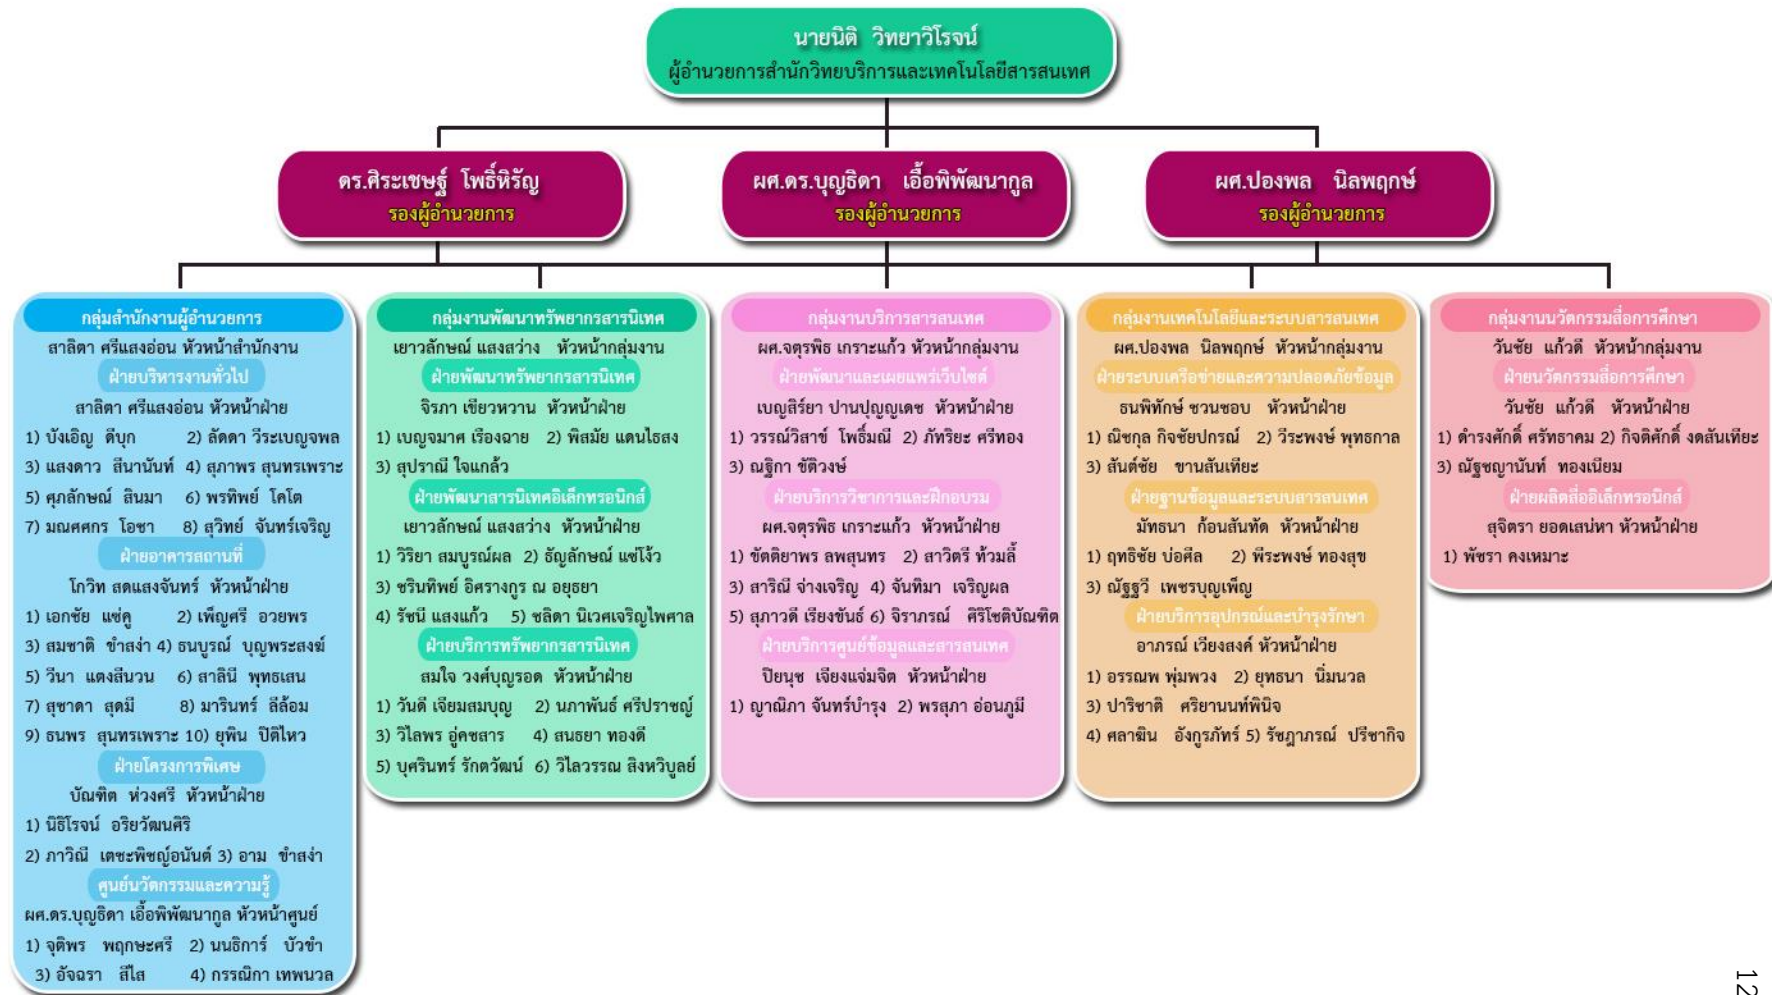 นายนิติ วิทยาวิโรจน์
ผู้อำนวยการสำนักวิทยบริการและเทคโนโลยีสารสนเทศ
ดร.ศิระเชษฐ์ โพธิ์หิรัญ
รองผู้อำนวยการ
ผศ.ดร.บุญธิดา เอื้อพิพัฒนากูล
รองผู้อำนวยการ
ผศ.ปองพล นิลพฤกษ์
รองผู้อำนวยการ
กลุ่มสำนักงานผู้อำนวยการ
สาลิตา ศรีแสงอ่อน หัวหน้าสำนักงาน
ฝ่ายบริหารงานทั่วไป
สาลิตา ศรีแสงอ่อน หัวหน้าฝ่าย
1) บังเอิญ ดีบุก 2) ลัดดา วีระเบญจพล
3) แสงดาว สีนานันท์ 4) สุภาพร สุนทรเพราะ
5) ศุภลักษณ์ สินมา 6) พรทิพย์ โคโต
7) มณศศกร โอชา 8) สุวิทย์ จันทร์เจริญ
ฝ่ายอาคารสถานที่
โกวิท สดแสงจันทร์ หัวหน้าฝ่าย
1) เอกชัย แซ่คู 2) เพ็ญศรี อวยพร
3) สมชาติ ขำสง่า 4) ธนบูรณ์ บุญพระสงฆ์
5) วีนา แตงสีนวน 6) สาลินี พุทธเสน
7) สุชาดา สุดมี 8) มารินทร์ ลีล้อม
9) ธนพร สุนทรเพราะ 10) ยุพิน ปิติไหว
ฝ่ายโครงการพิเศษ
บัณฑิต ห่วงศรี หัวหน้าฝ่าย
1) นิธิโรจน์ อริยวัฒนศิริ
2) ภาวิณี เตชะพิชญ์อนันต์ 3) อาม ขำสง่า
ศูนย์นวัตกรรมและความรู้
ผศ.ดร.บุญธิดา เอื้อพิพัฒนากูล หัวหน้าศูนย์
1) จุติพร พฤกษะศรี 2) นนธิการ์ บัวขำ
3) อัจฉรา สีใส 4) กรรณิกา เทพนวล
กลุ่มงานพัฒนาทรัพยากรสารนิเทศ
เยาวลักษณ์ แสงสว่าง หัวหน้ากลุ่มงาน
ฝ่ายพัฒนาทรัพยากรสารนิเทศ
จิรภา เขียวหวาน หัวหน้าฝ่าย
1) เบญจมาศ เรืองฉาย 2) พิสมัย แดนไธสง
3) สุปราณี ใจแกล้ว
ฝ่ายพัฒนาสารนิเทศอิเล็กทรอนิกส์
เยาวลักษณ์ แสงสว่าง หัวหน้าฝ่าย
1) วิริยา สมบูรณ์ผล 2) ธัญลักษณ์ แซ่โง้ว
3) ชรินทิพย์ อิศรางกูร ณ อยุธยา
4) รัชนี แสงแก้ว 5) ชลิดา นิเวศเจริญไพศาล
ฝ่ายบริการทรัพยากรสารนิเทศ
สมใจ วงศ์บุญรอด หัวหน้าฝ่าย
1) วันดี เจียมสมบุญ 2) นภาพันธ์ ศรีปราชญ์
3) วิไลพร อู่คชสาร 4) สนธยา ทองดี
5) บุศรินทร์ รักตวัฒน์ 6) วิไลวรรณ สิงหวิบูลย์
กลุ่มงานบริการสารสนเทศ
ผศ.จตุรพิธ เกราะแก้ว หัวหน้ากลุ่มงาน
ฝ่ายพัฒนาและเผยแพร่เว็บไซต์
เบญสิร์ยา ปานปุญญเดช หัวหน้าฝ่าย
1) วรรณ์วิสาข์ โพธิ์มณี 2) ภัทริยะ ศรีทอง
3) ณฐิกา ขัติวงษ์
ฝ่ายบริการวิชาการและฝึกอบรม
ผศ.จตุรพิธ เกราะแก้ว หัวหน้าฝ่าย
1) ขัตติยาพร ลพสุนทร 2) สาวิตรี ท้วมลี้
3) สาริณี จ่างเจริญ 4) จันทิมา เจริญผล
5) สุภาวดี เรียงขันธ์ 6) จิราภรณ์ ศิริโชติบัณฑิต
ฝ่ายบริการศูนย์ข้อมูลและสารสนเทศ
ปิยนุช เจียงแจ่มจิต หัวหน้าฝ่าย
1) ญาณิภา จันทร์บำรุง 2) พรสุภา อ่อนภูมี
กลุ่มงานเทคโนโลยีและระบบสารสนเทศ
ผศ.ปองพล นิลพฤกษ์ หัวหน้ากลุ่มงาน
ฝ่ายระบบเครือข่ายและความปลอดภัยข้อมูล
ธนพิทักษ์ ชวนชอบ หัวหน้าฝ่าย
1) ณิชกุล กิจชัยปกรณ์ 2) วีระพงษ์ พุทธกาล
3) สันต์ชัย ขานสันเทียะ
ฝ่ายฐานข้อมูลและระบบสารสนเทศ
มัทธนา ก้อนสันทัด หัวหน้าฝ่าย
1) ฤทธิชัย บ่อศีล 2) พีระพงษ์ ทองสุข
3) ณัฐฐวี เพชรบุญเพ็ญ
ฝ่ายบริการอุปกรณ์และบำรุงรักษา
อาภรณ์ เวียงสงค์ หัวหน้าฝ่าย
1) อรรณพ พุ่มพวง 2) ยุทธนา นิ่มนวล
3) ปาริชาติ ศริยานนท์พินิจ
4) ศลาฆิน อังกูรภัทร์ 5) รัชฎาภรณ์ ปรีชากิจ
กลุ่มงานนวัตกรรมสื่อการศึกษา
วันชัย แก้วดี หัวหน้ากลุ่มงาน
ฝ่ายนวัตกรรมสื่อการศึกษา
วันชัย แก้วดี หัวหน้าฝ่าย
1) ดำรงศักดิ์ ศรัทธาคม 2) กิจติศักดิ์ งดสันเทียะ
3) ณัฐชญานันท์ ทองเนียม
ฝ่ายผลิตสื่ออิเล็กทรอนิกส์
สุจิตรา ยอดเสน่หา หัวหน้าฝ่าย
1) พัชรา คงเหมาะ
12